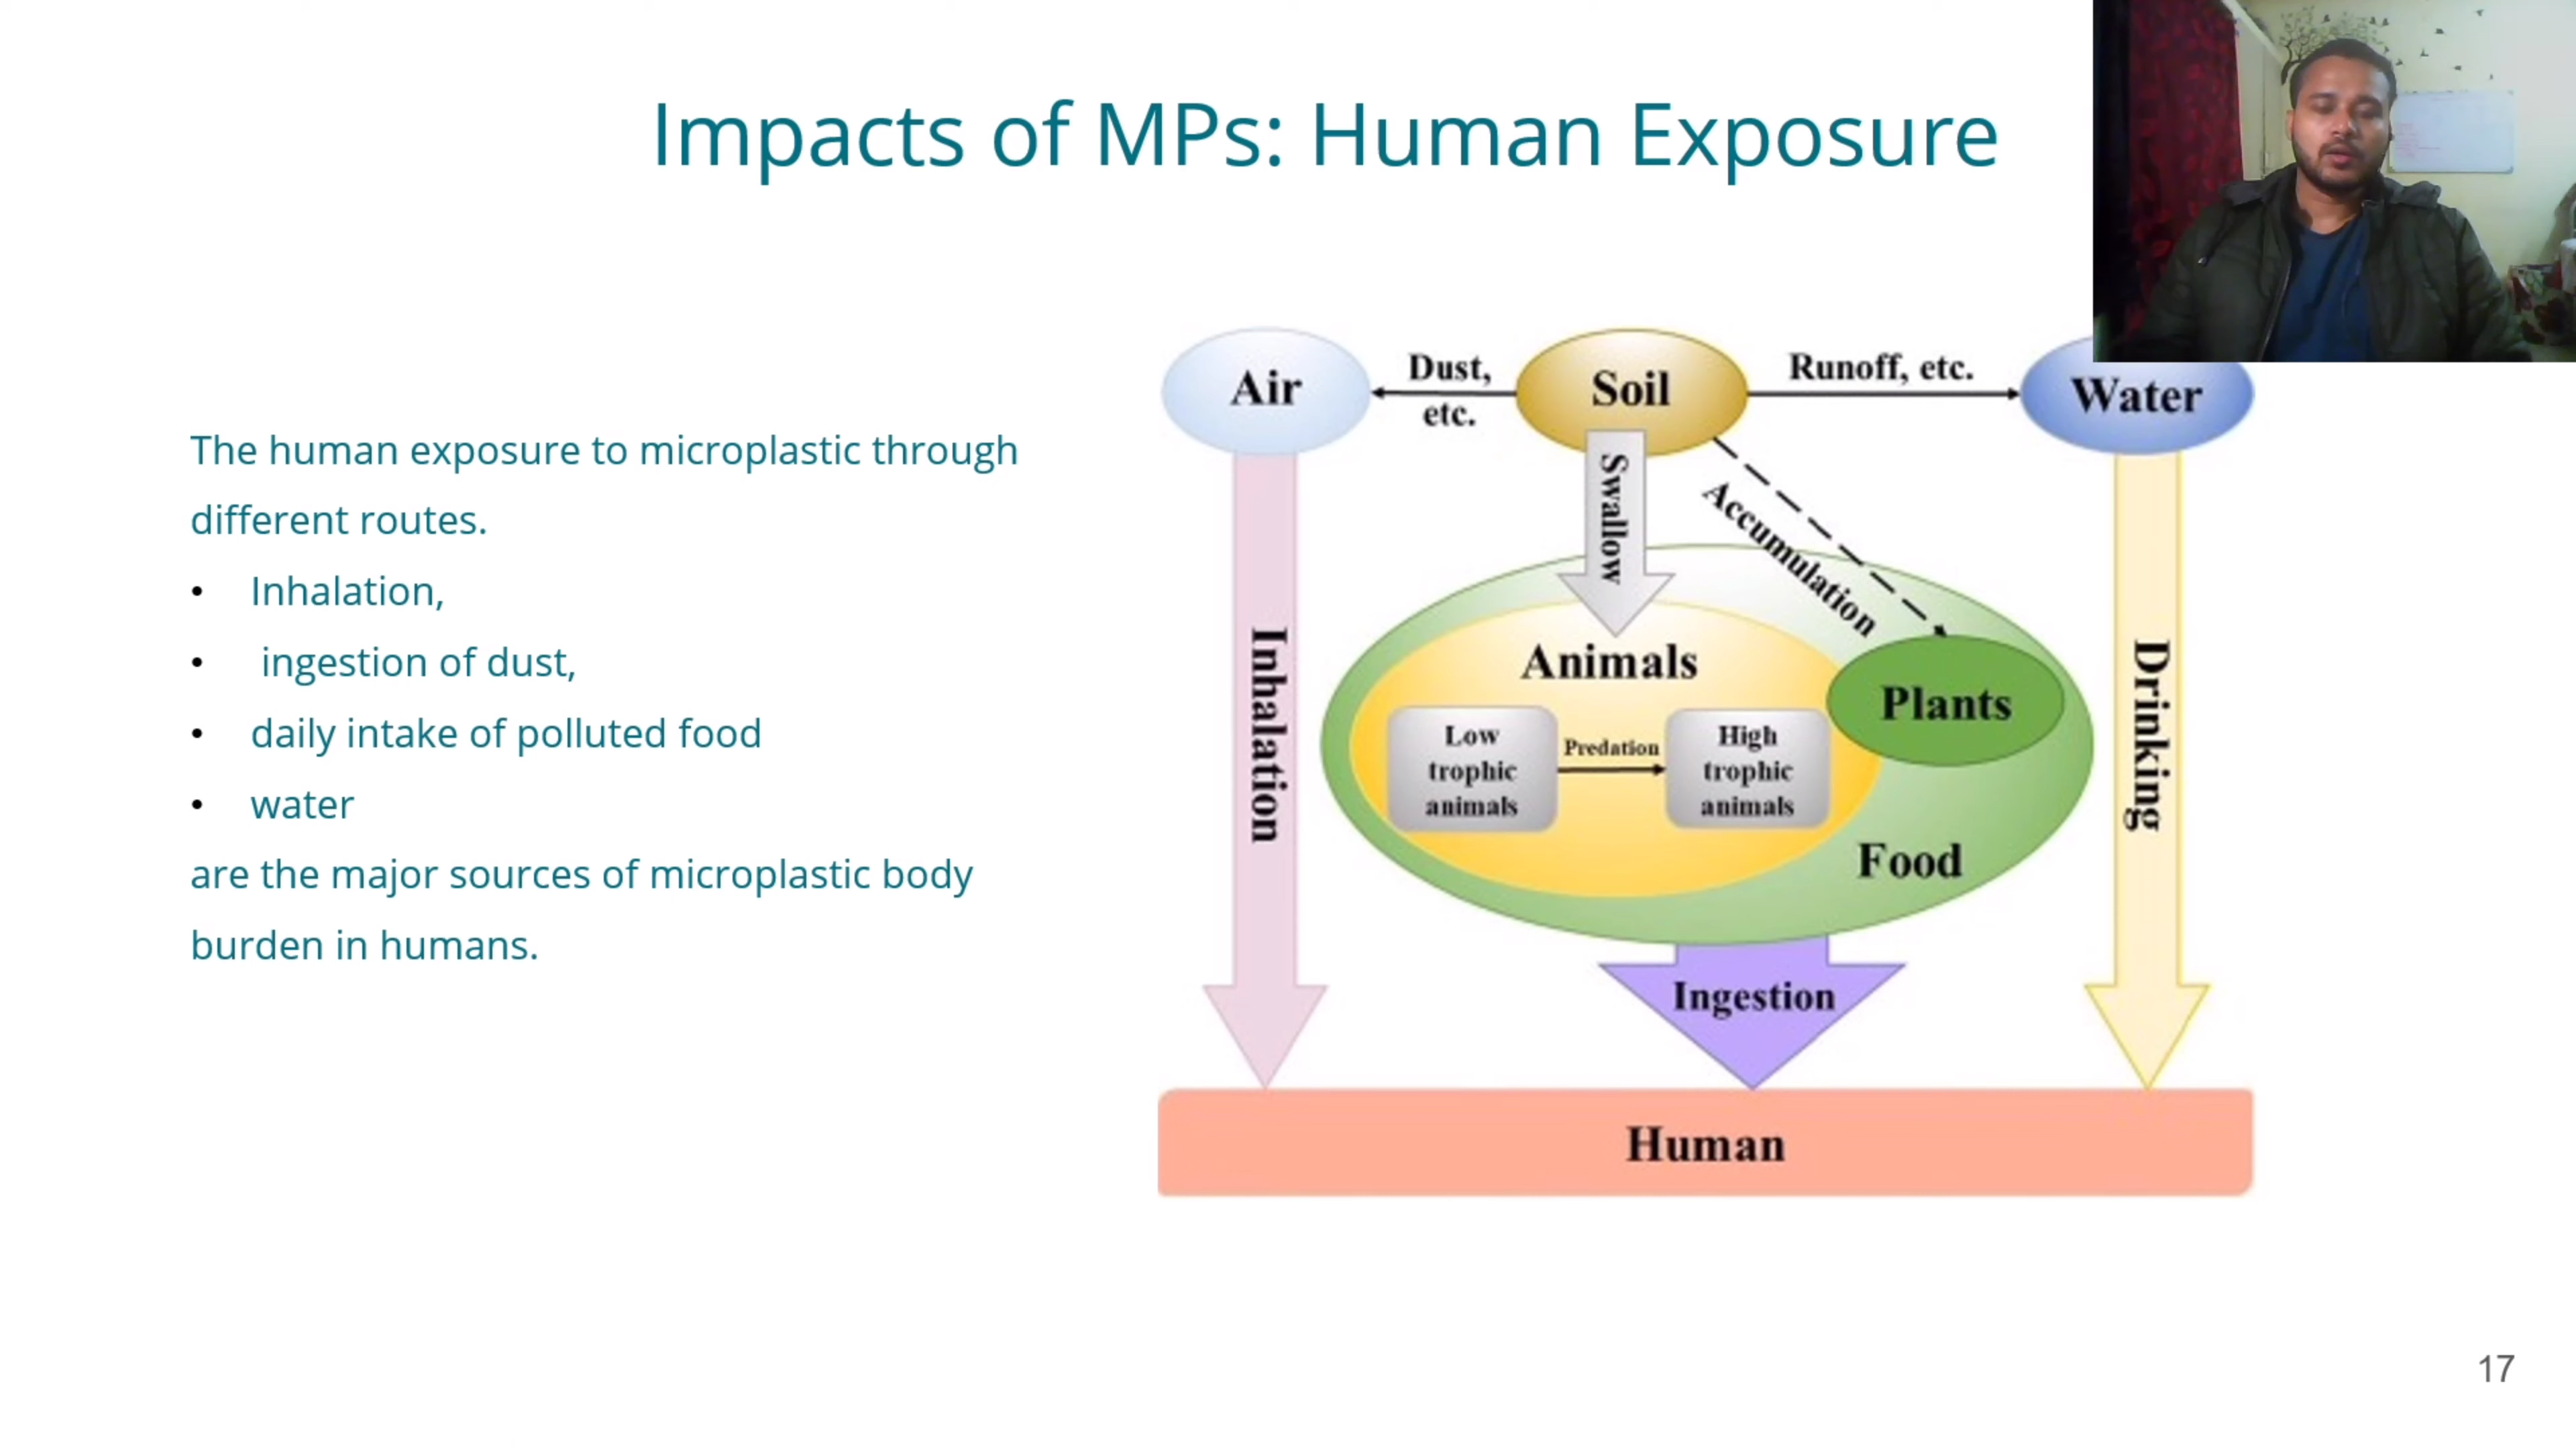 Impacts of MPs: Human Exposure
The human exposure to microplastic through
different routes.
• Inhalation,
• ingestion of dust,
• daily intake of polluted food
• water
are the major sources of microplastic body
burden in humans.
Air
Dust,
etc.
Soil
Runoff, etc.
Water
Swallow
Accumulation
Inhalation
Animals
Plants
Low
trophic
animals
Predation
High
trophic
animals
Food
Drinking
Ingestion
Human
17